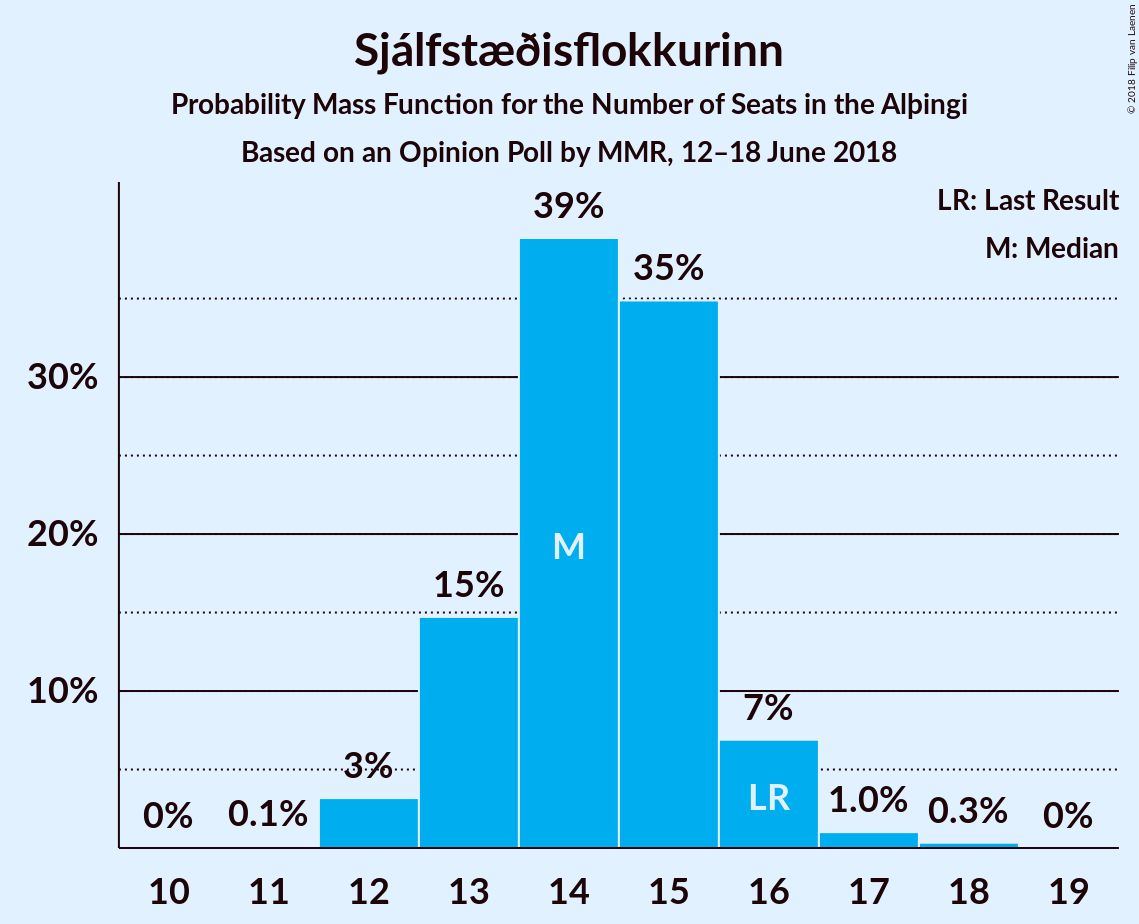 Sjálfstæðisflokkurinn
Probability Mass Function for the Number of Seats in the Alþingi
Based on an Opinion Poll by MMR, 12–18 June 2018
© 2018 Filip van Laenen
LR: Last Result
M: Median
39%
35%
30%
20%
M
15%
10%
7%
3%
LR
0%
0.1%
1.0%
0.3%
0%
10 11 12 13 14 15 16 17 18 19